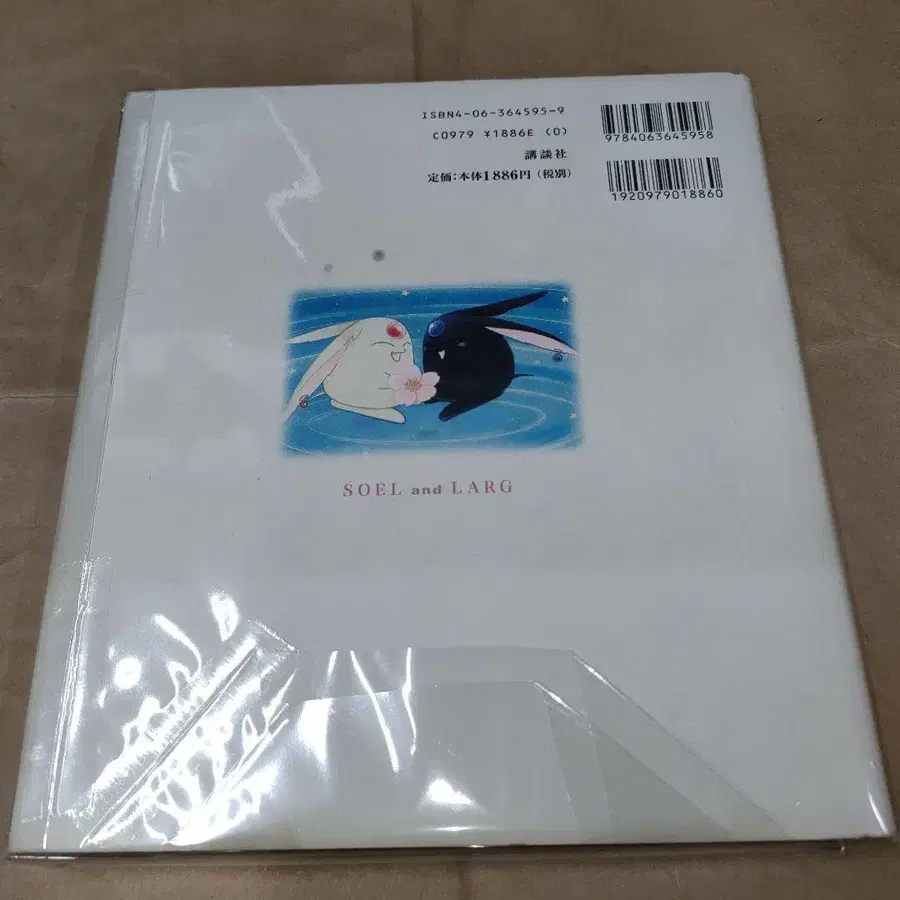 ISBN4-06-364595-9
C0979 ¥1886E (0)
講談社
定価:本体1886円(税別)
9784063645958
1920979018860
SOEL and LARG